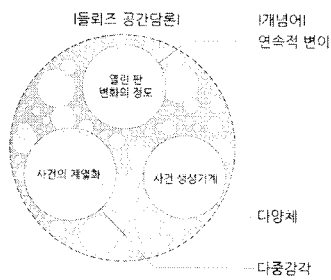 |들뢰즈 공간담론|
|개념어|
연속적 변이
열린 판
변화의 정도
사건의 계열화
사건 생성기계
다양체
다중감각